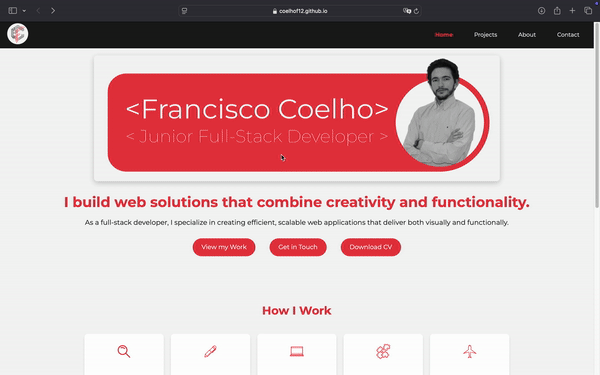 coelhof12.github.io
Home Projects About Contact
<Francisco Coelho>
< Junior Full-Stack Developer >
I build web solutions that combine creativity and functionality.
As a full-stack developer, I specialize in creating efficient, scalable web applications that deliver both visually and functionally.
View my Work Get in Touch Download CV
How I Work